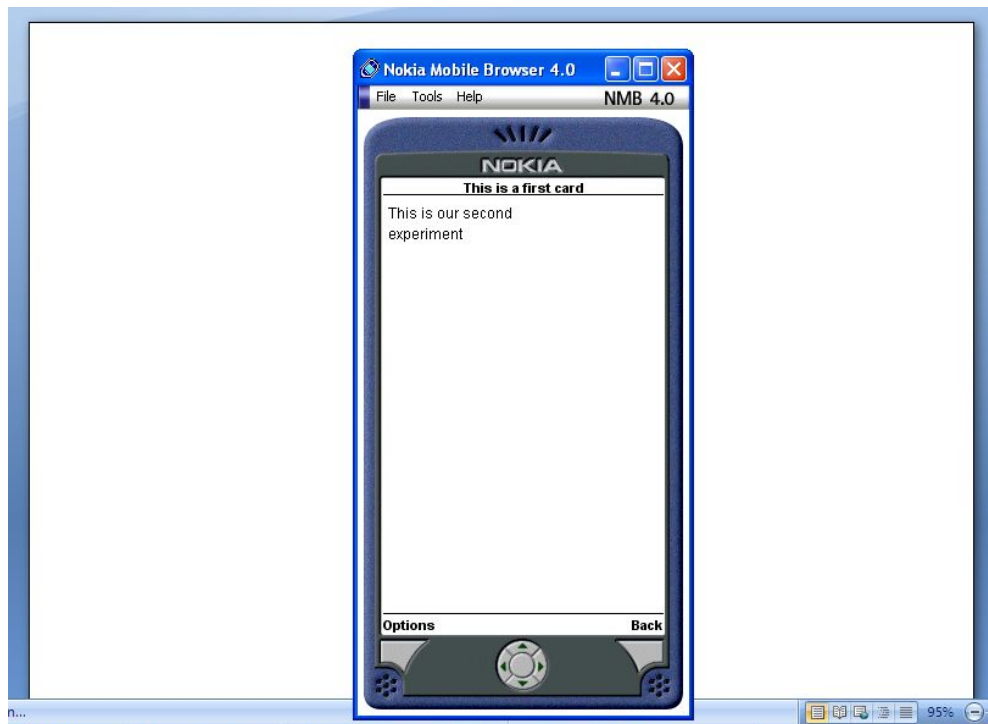 Nokia Mobile Browser 4.0
File Tools Help NMB 4.0
NOKIA
This is a first card
This is our second
experiment
Options Back
n... 95%